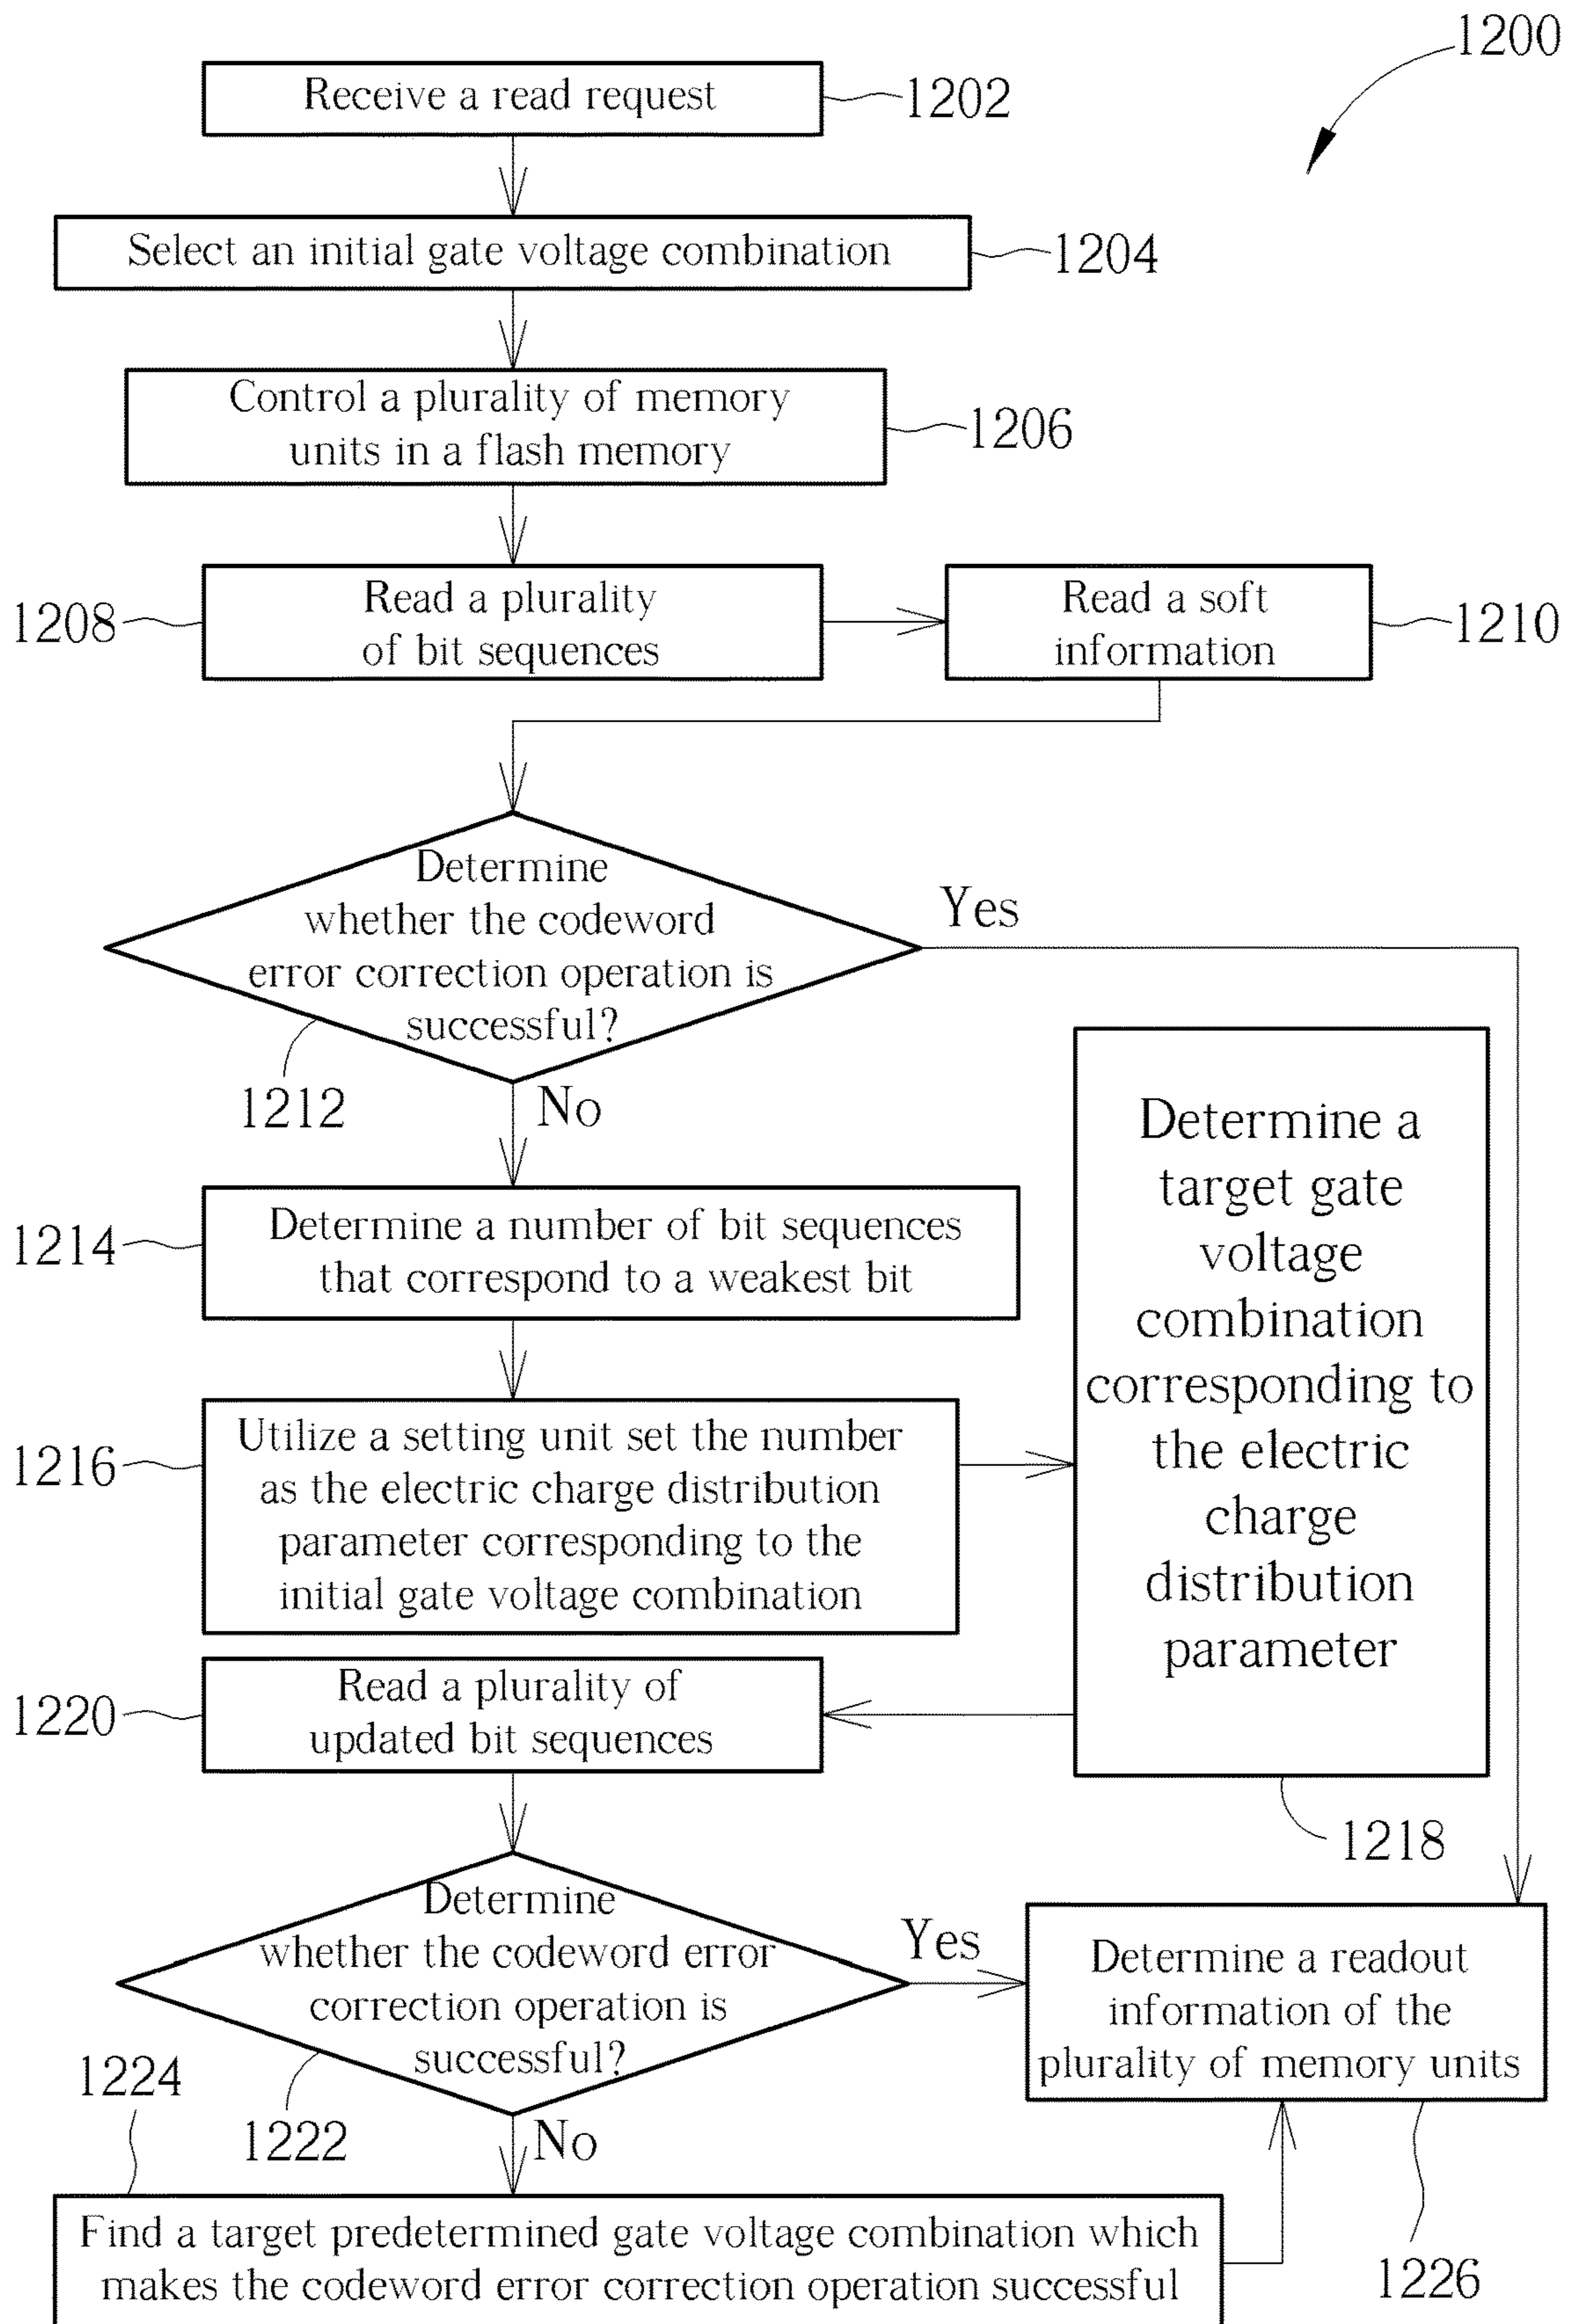 1200
Receive a read request
1202
Select an initial gate voltage combination
1204
Control a plurality of memory
units in a flash memory
1206
1208
Read a plurality
of bit sequences
Read a soft
information
1210
Determine
whether the codeword
error correction operation is
successful?
Yes
1212
No
1214
Determine a number of bit sequences
that correspond to a weakest bit
1216
Utilize a setting unit set the number
as the electric charge distribution
parameter corresponding to the
initial gate voltage combination
Determine a
target gate
voltage
combination
corresponding to
the electric
charge
distribution
parameter
1218
1220
Read a plurality of
updated bit sequences
Determine
whether the codeword error
correction operation is
successful?
Yes
1222
No
1224
Find a target predetermined gate voltage combination which
makes the codeword error correction operation successful
Determine a readout
information of the
plurality of memory units
1226